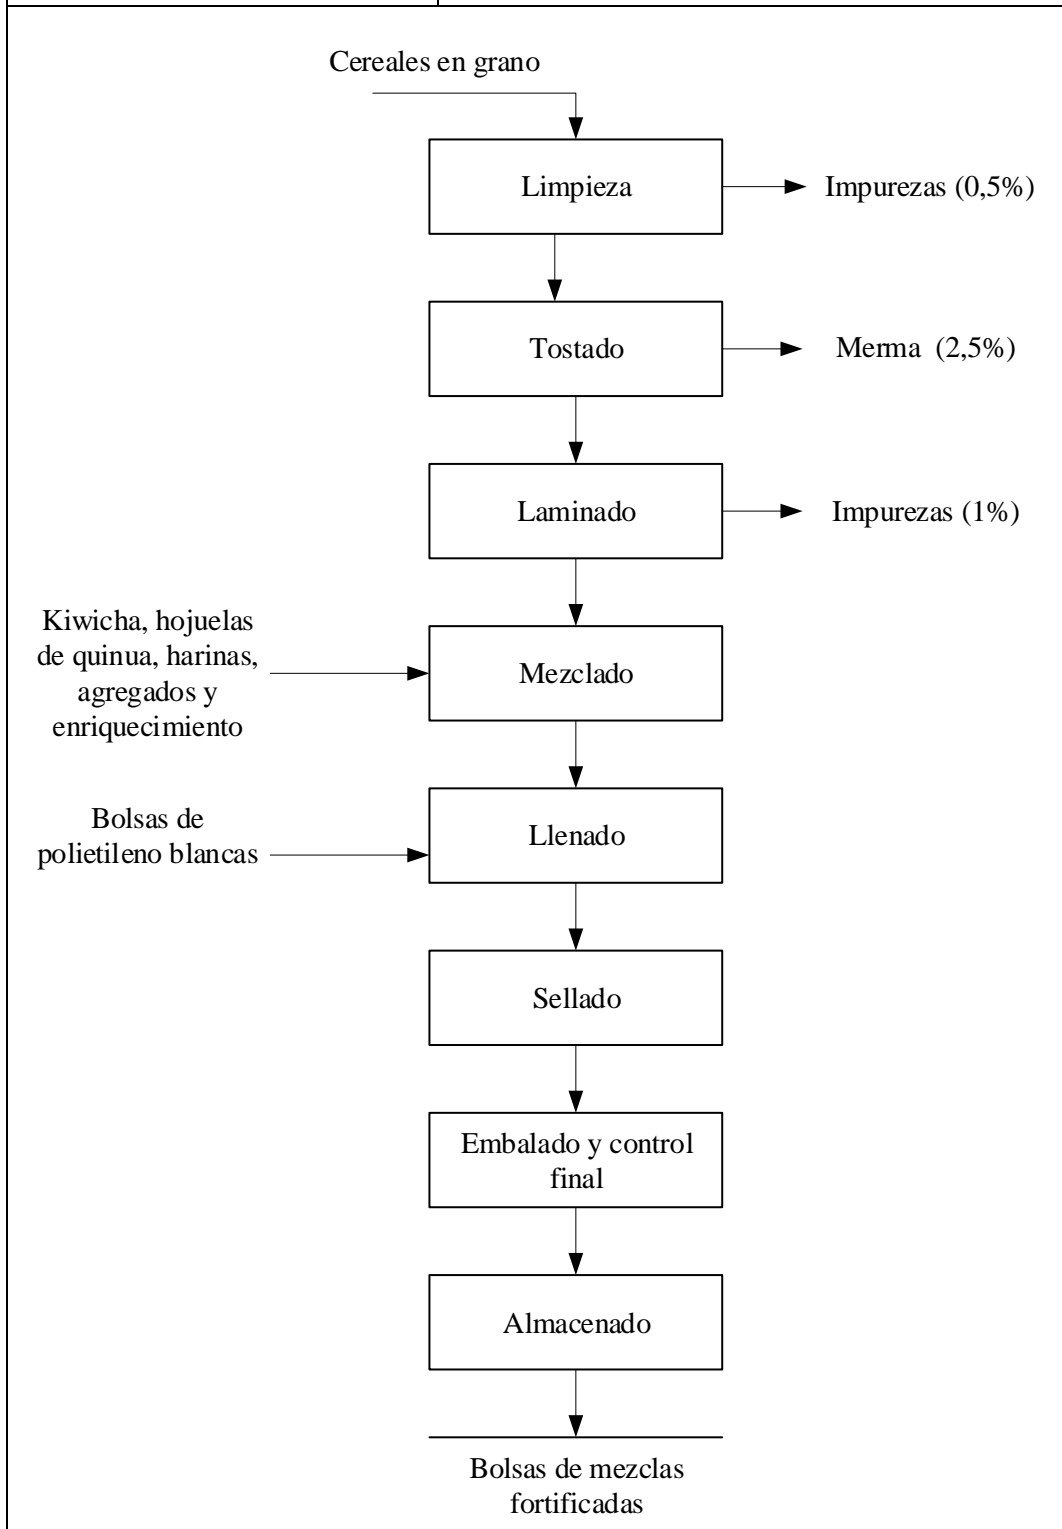 Cereales en grano
Limpieza
Impurezas (0,5%)
Tostado
Merma (2,5%)
Laminado
Impurezas (1%)
Kiwicha, hojuelas
de quinua, harinas,
agregados y
enriquecimiento
Mezclado
Bolsas de
polietileno blancas
Llenado
Sellado
Embalado y control
final
Almacenado
Bolsas de mezclas
fortificadas